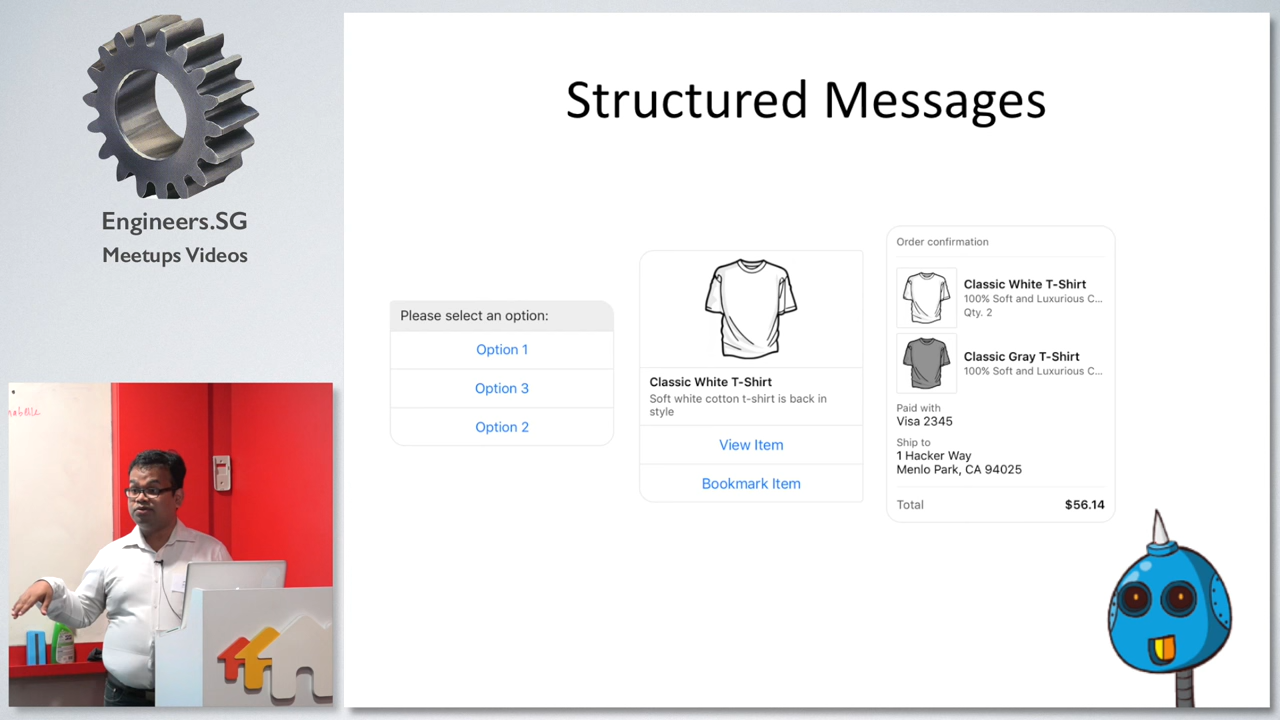 Engineers.SG
Meetups Videos
Structured Messages
Please select an option:
Option 1
Option 3
Option 2
Classic White T-Shirt
Soft white cotton t-shirt is back in
style
View Item
Bookmark Item
Order confirmation
Classic White T-Shirt
100% Soft and Luxurious C...
Qty. 2
Classic Gray T-Shirt
100% Soft and Luxurious C...
Paid with
Visa 2345
Ship to
1 Hacker Way
Menlo Park, CA 94025
Total $56.14